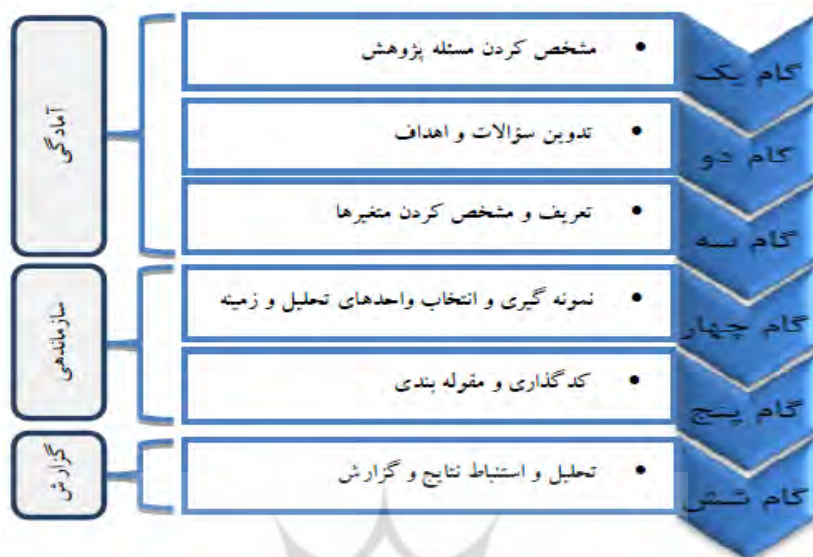 گام یک
• مشخص کردن مسئله پژوهش
گام دو
• تدوین سؤالات و اهداف
گام سه
• تعریف و مشخص کردن متغیرها
آمادگی
گام چهار
• نمونه گیری و انتخاب واحدهای تحلیل و زمینه
گام پنج
• کدگذاری و مقوله بندی
سازماندهی
گام شش
• تحلیل و استنباط نتایج و گزارش
گزارش